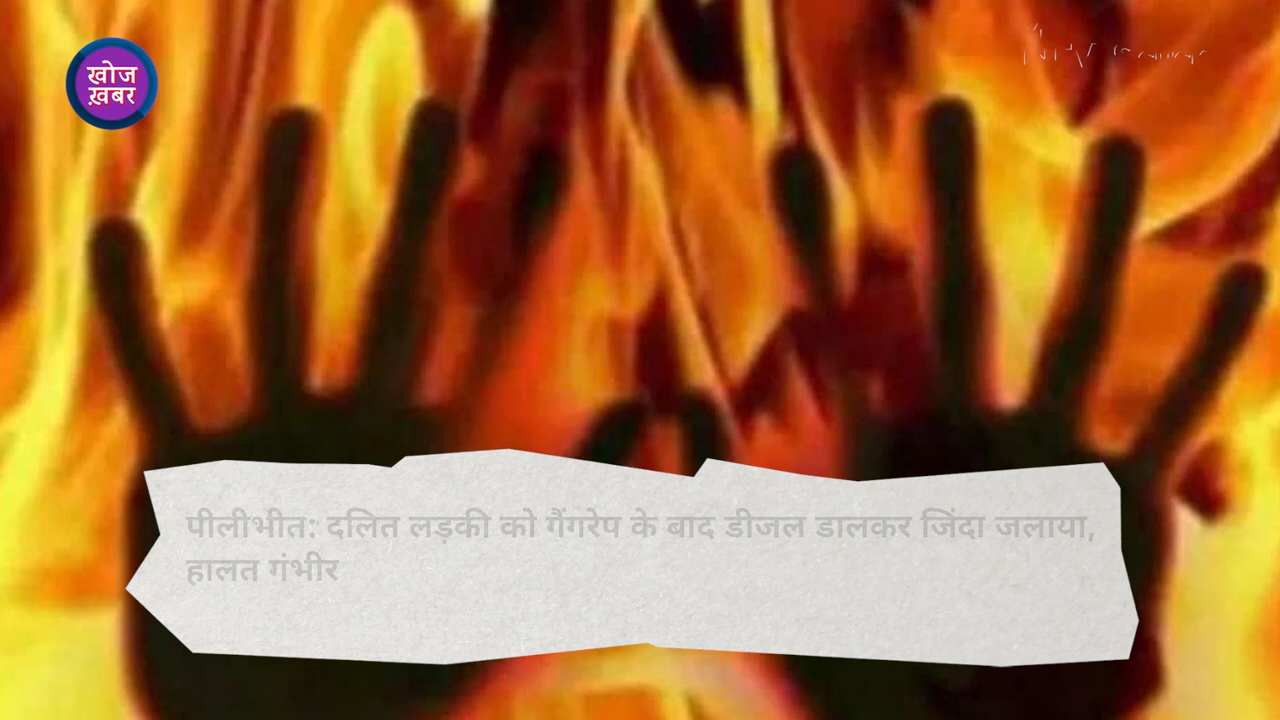 खोज
ख़बर
पीलीभीत: दलित लड़की को गैंगरेप के बाद डीजल डालकर जिंदा जलाया,
हालत गंभीर